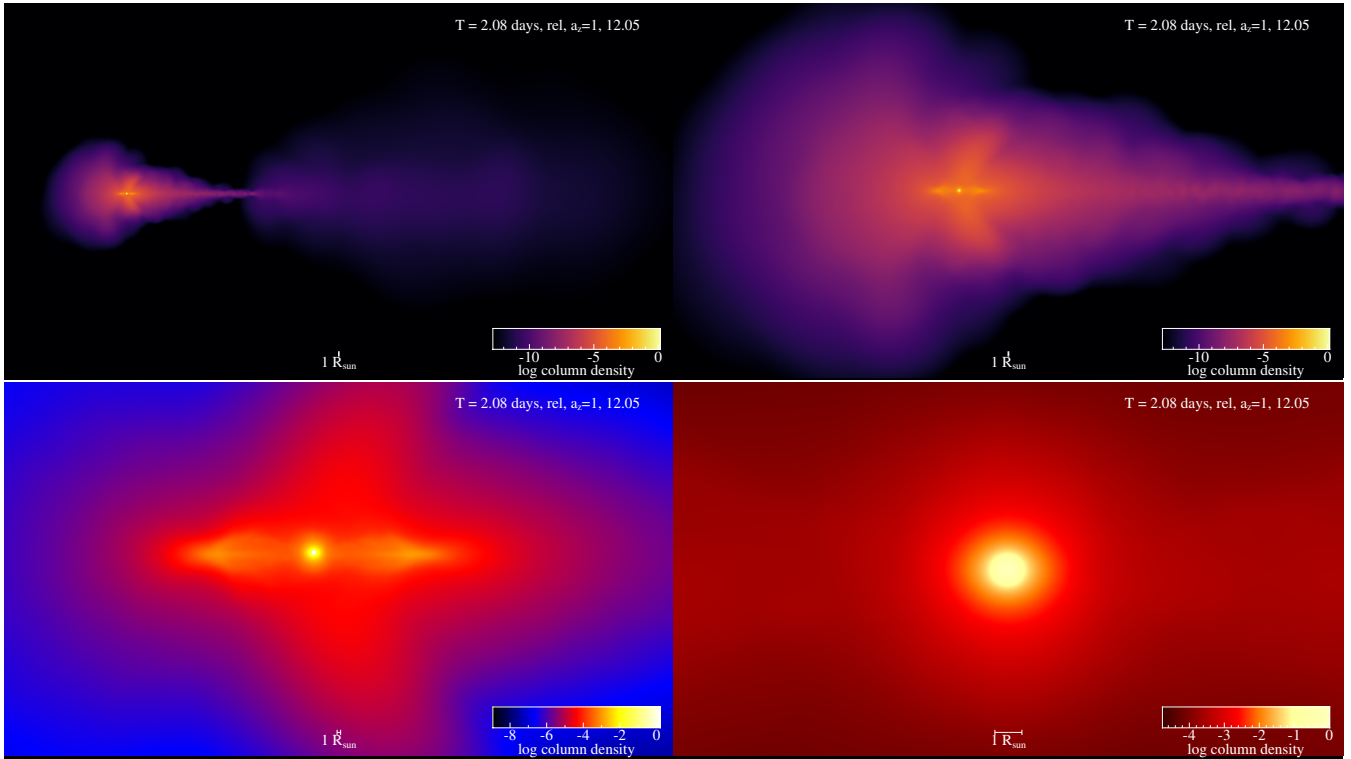 T = 2.08 days, rel, a_z=1, 12.05
1 R_sun
-10 -5 0
log column density
T = 2.08 days, rel, a_z=1, 12.05
1 R_sun
-10 -5 0
log column density
T = 2.08 days, rel, a_z=1, 12.05
1 R_sun
-8 -6 -4 -2 0
log column density
T = 2.08 days, rel, a_z=1, 12.05
1 R_sun
-4 -3 -2 -1 0
log column density